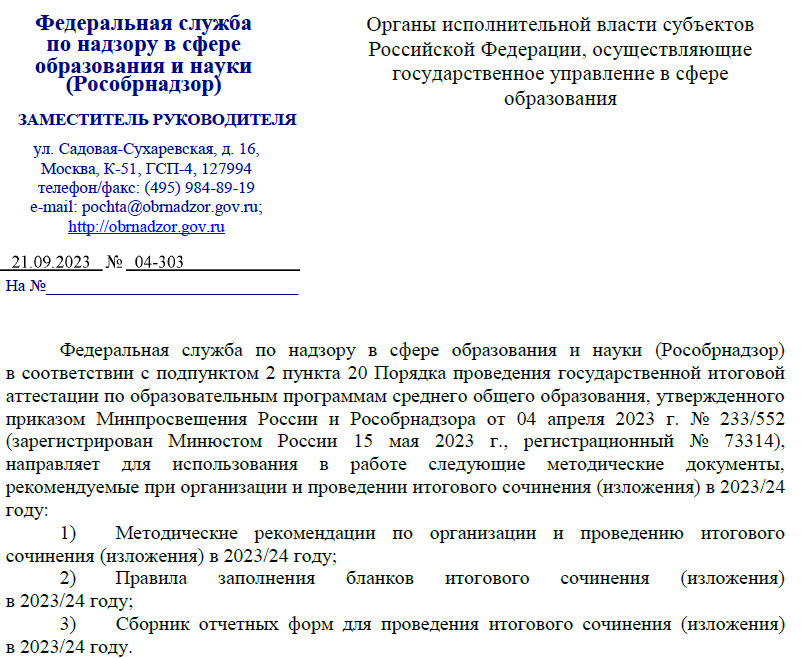 Федеральная служба
по надзору в сфере
образования и науки
(Рособрнадзор)
ЗАМЕСТИТЕЛЬ РУКОВОДИТЕЛЯ
ул. Садовая-Сухаревская, д. 16,
Москва, К-51, ГСП-4, 127994
телефон/факс: (495) 984-89-19
e-mail: pochta@obrnadzor.gov.ru;
http://obrnadzor.gov.ru
21.09.2023 № 04-303
На №
Органы исполнительной власти субъектов
Российской Федерации, осуществляющие
государственное управление в сфере
образования
Федеральная служба по надзору в сфере образования и науки (Рособрнадзор)
в соответствии с подпунктом 2 пункта 20 Порядка проведения государственной итоговой
аттестации по образовательным программам среднего общего образования, утвержденного
приказом Минпросвещения России и Рособрнадзора от 04 апреля 2023 г. № 233/552
(зарегистрирован Минюстом России 15 мая 2023 г., регистрационный № 73314),
направляет для использования в работе следующие методические документы,
рекомендуемые при организации и проведении итогового сочинения (изложения) в 2023/24
году:
1) Методические рекомендации по организации и проведению итогового
сочинения (изложения) в 2023/24 году;
2) Правила заполнения бланков итогового сочинения (изложения)
в 2023/24 году;
3) Сборник отчетных форм для проведения итогового сочинения (изложения)
в 2023/24 году.